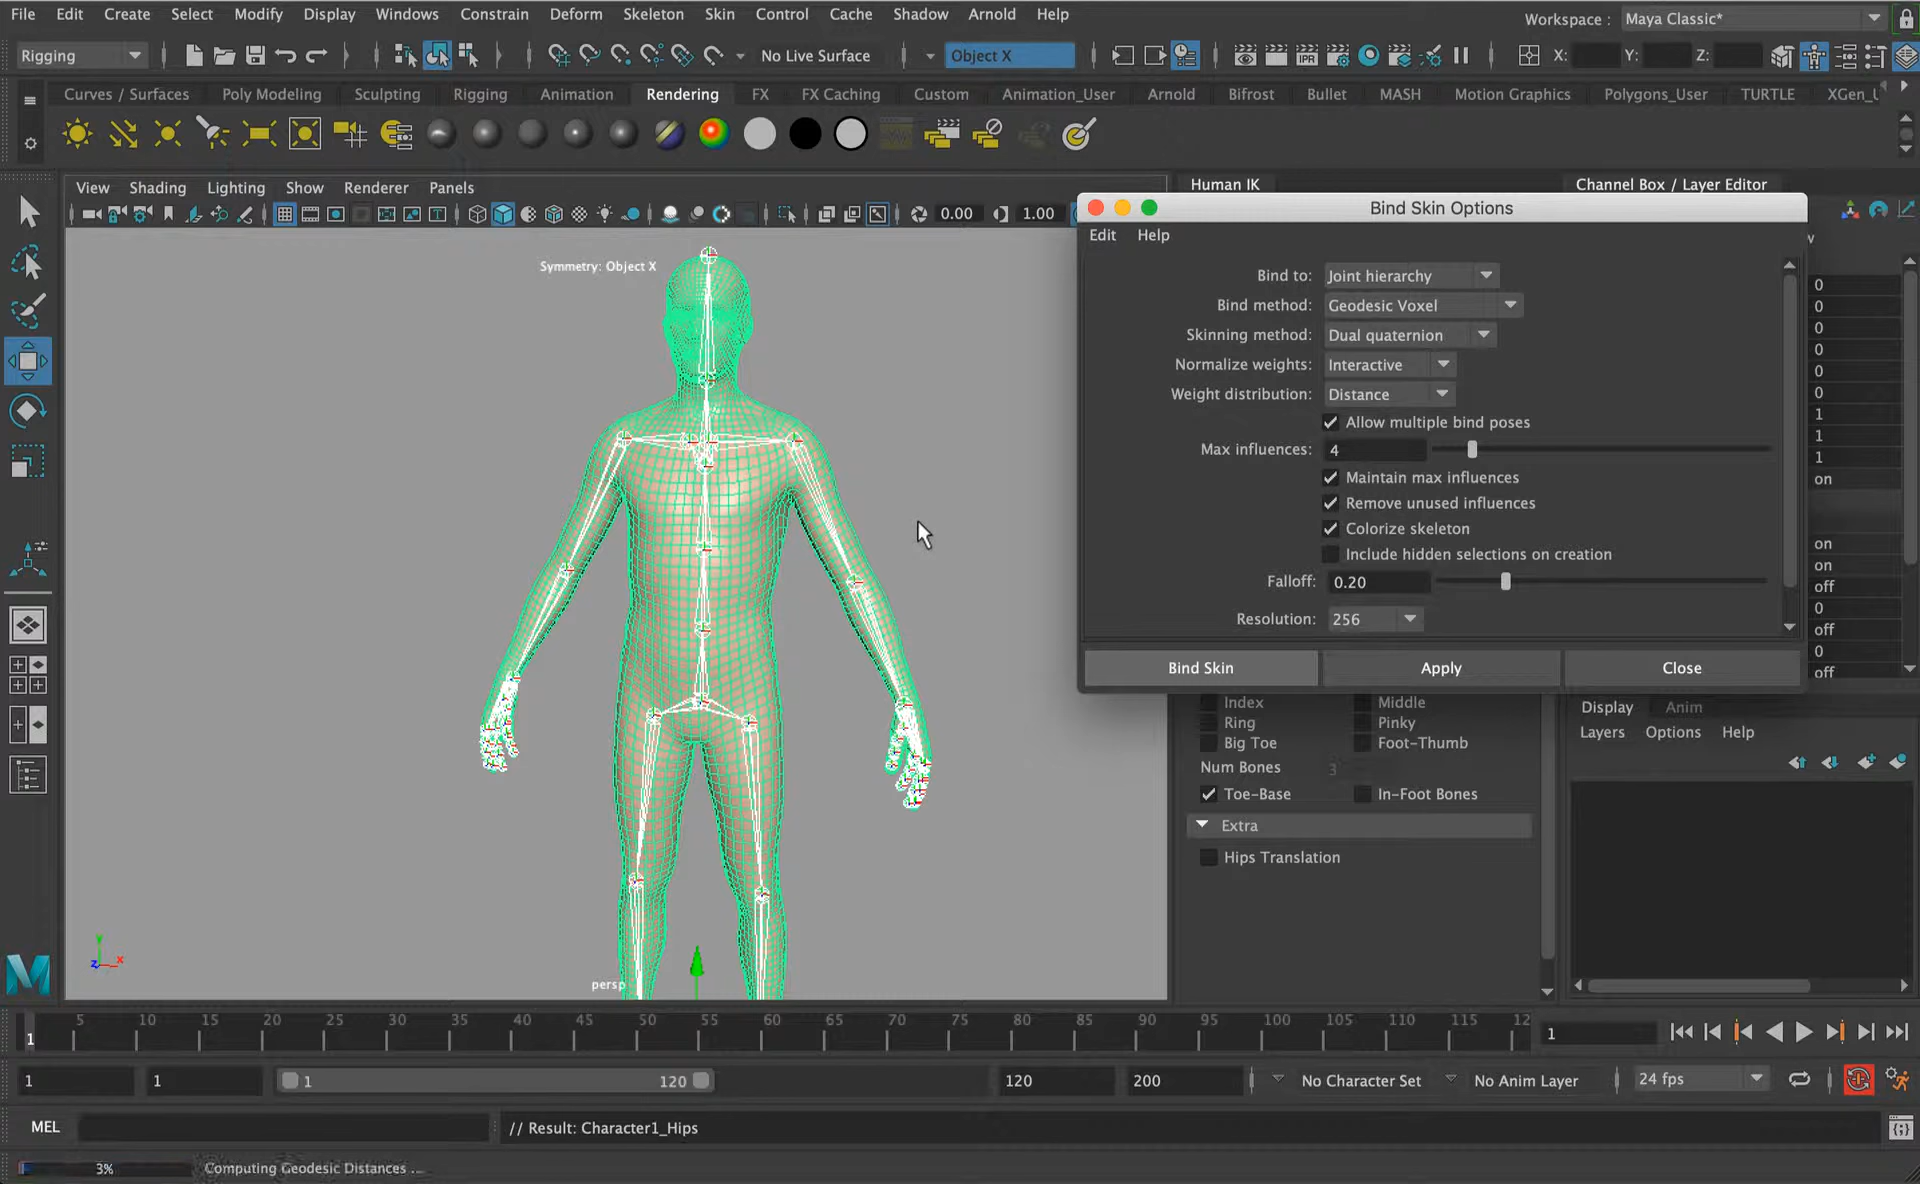 File Edit Create Select Modify Display Windows Constrain Deform Skeleton Skin Control Cache Shadow Arnold Help
Workspace : Maya Classic*
Rigging No Live Surface Object X IPR X: Y: Z:
Curves / Surfaces Poly Modeling Sculpting Rigging Animation Rendering FX FX Caching Custom Animation_User Arnold Bifrost Bullet MASH Motion Graphics Polygons_User TURTLE XGen_U
View Shading Lighting Show Renderer Panels
0.00 1.00
Human IK
Channel Box / Layer Editor
Symmetry: Object X
Bind Skin Options
Edit Help
Bind to: Joint hierarchy
Bind method: Geodesic Voxel
Skinning method: Dual quaternion
Normalize weights: Interactive
Weight distribution: Distance
Allow multiple bind poses
Max influences: 4
Maintain max influences
Remove unused influences
Colorize skeleton
Include hidden selections on creation
Falloff: 0.20
Resolution: 256
Bind Skin Apply Close
0
0
0
0
0
0
1
1
1
on
on
on
off
0
off
0
off
Index Middle
Ring Pinky
Big Toe Foot-Thumb
Num Bones 3
Toe-Base In-Foot Bones
Extra
Hips Translation
Display Anim
Layers Options Help
y
z x
persp
5 10 15 20 25 30 35 40 45 50 55 60 65 70 75 80 85 90 95 100 105 110 115 12
1 1
1 1 1 120 120 200 No Character Set No Anim Layer 24 fps
MEL // Result: Character1_Hips
3% Computing Geodesic Distances ...